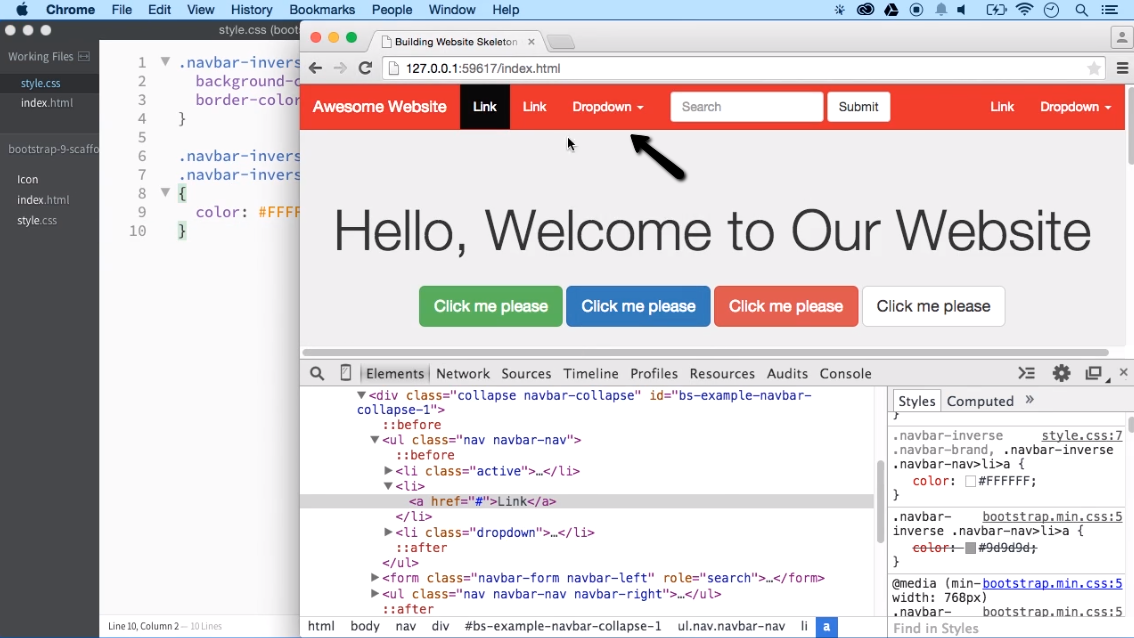 Chrome File Edit View History Bookmarks People Window Help
style.css (boots
Working Files
style.css
index.html
bootstrap-9-scaffo
Icon
index.html
style.css
1 .navbar-invers
2 background-c
3 border-color
4 }
5
6 .navbar-invers
7 .navbar-invers
8 {
9 color: #FFFF
10 }
Line 10, Column 2 — 10 Lines
Building Website Skeleton ×
127.0.0.1:59617/index.html
Awesome Website Link Link Dropdown Search Submit Link Dropdown
Hello, Welcome to Our Website
Click me please Click me please Click me please Click me please
Elements Network Sources Timeline Profiles Resources Audits Console
<div class="collapse navbar-collapse" id="bs-example-navbar-
collapse-1">
::before
<ul class="nav navbar-nav">
::before
<li class="active">…</li>
<li>
<a href="#">Link</a>
</li>
<li class="dropdown">…</li>
::after
</ul>
<form class="navbar-form navbar-left" role="search">…</form>
<ul class="nav navbar-nav navbar-right">…</ul>
::after
html body nav div #bs-example-navbar-collapse-1 ul.nav.navbar-nav li a
Styles Computed »
}
.navbar-inverse style.css:7
.navbar-brand, .navbar-inverse
.navbar-nav>li>a {
color: #FFFFFF;
}
.navbar- bootstrap.min.css:5
inverse .navbar-nav>li>a {
color: #9d9d9d;
}
@media (min- bootstrap.min.css:5
width: 768px)
.navbar- bootstrap.min.css:5
Find in Styles